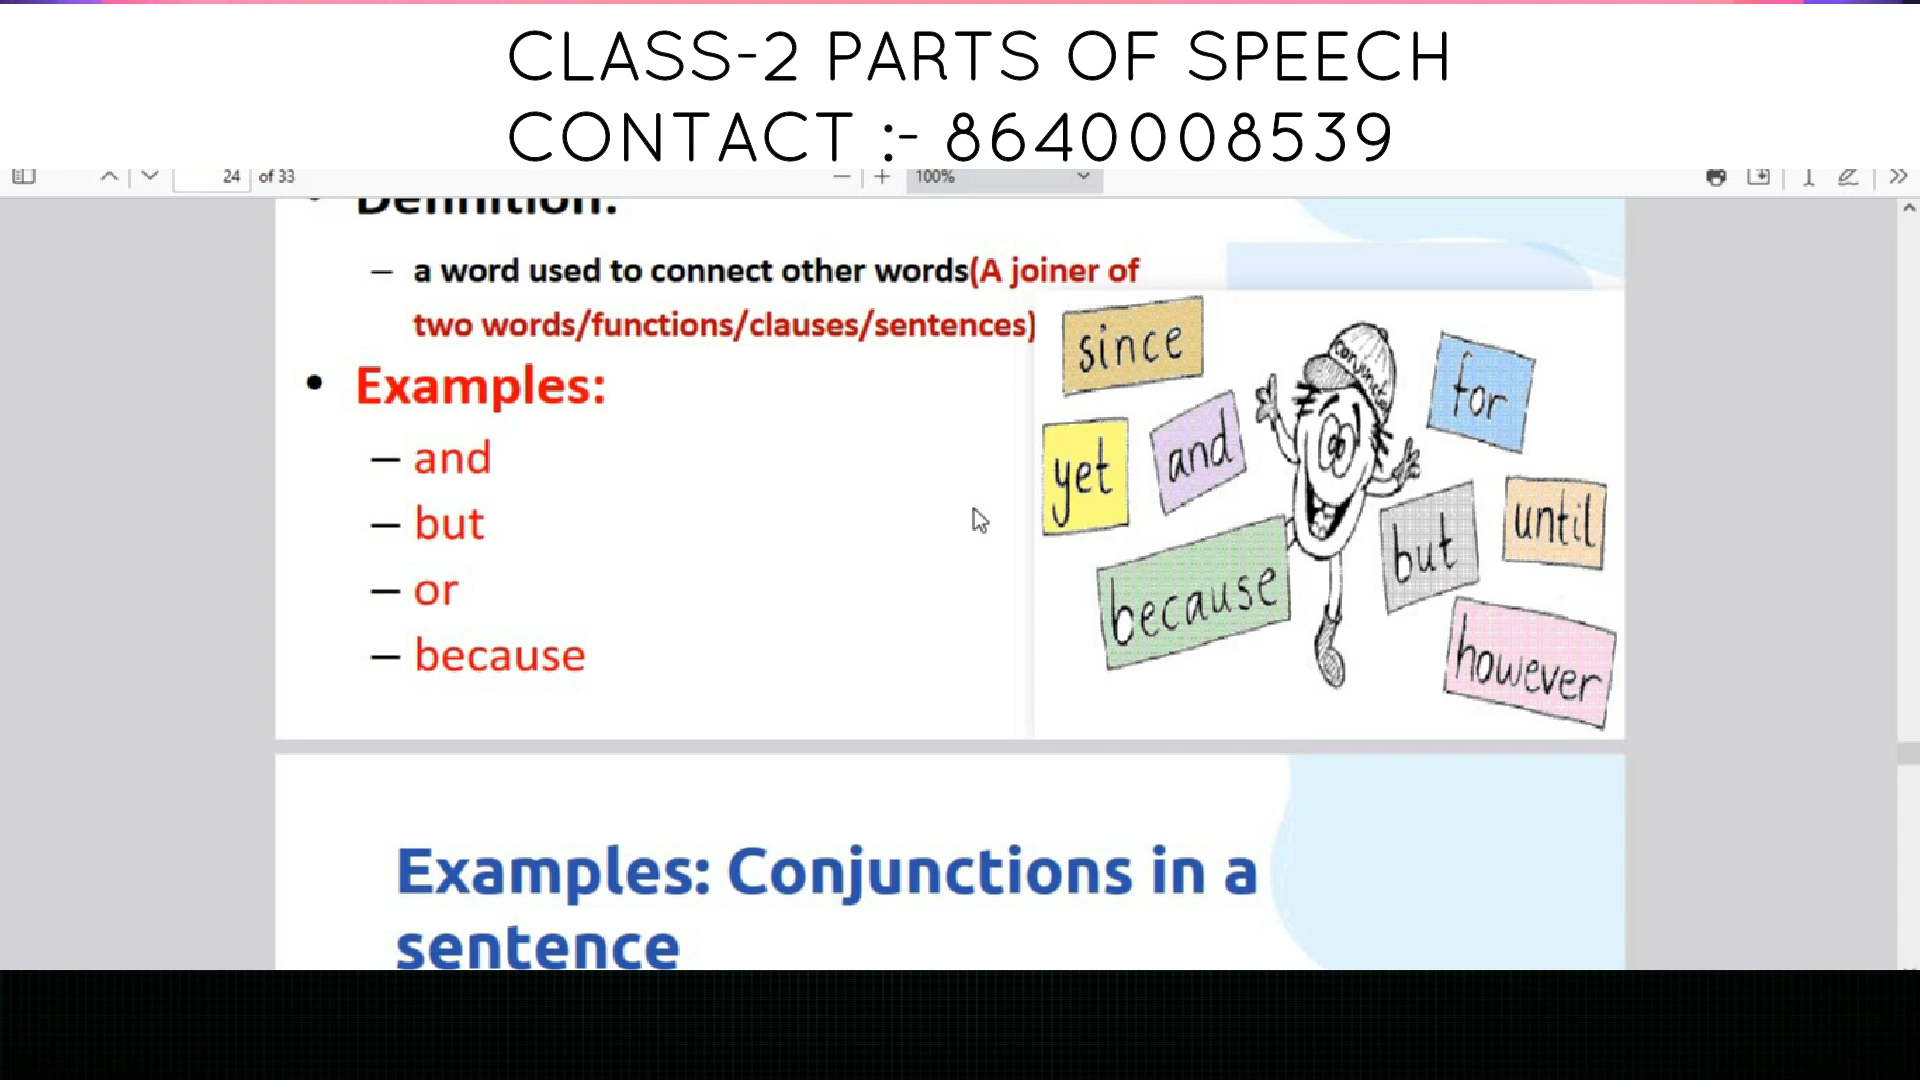 CLASS-2 PARTS OF SPEECH
CONTACT :- 8640008539
24 of 33
100%
Definition:
– a word used to connect other words(A joiner of
two words/functions/clauses/sentences)
• Examples:
– and
– but
– or
– because
since
for
yet
and
until
but
because
however
Examples: Conjunctions in a
sentence